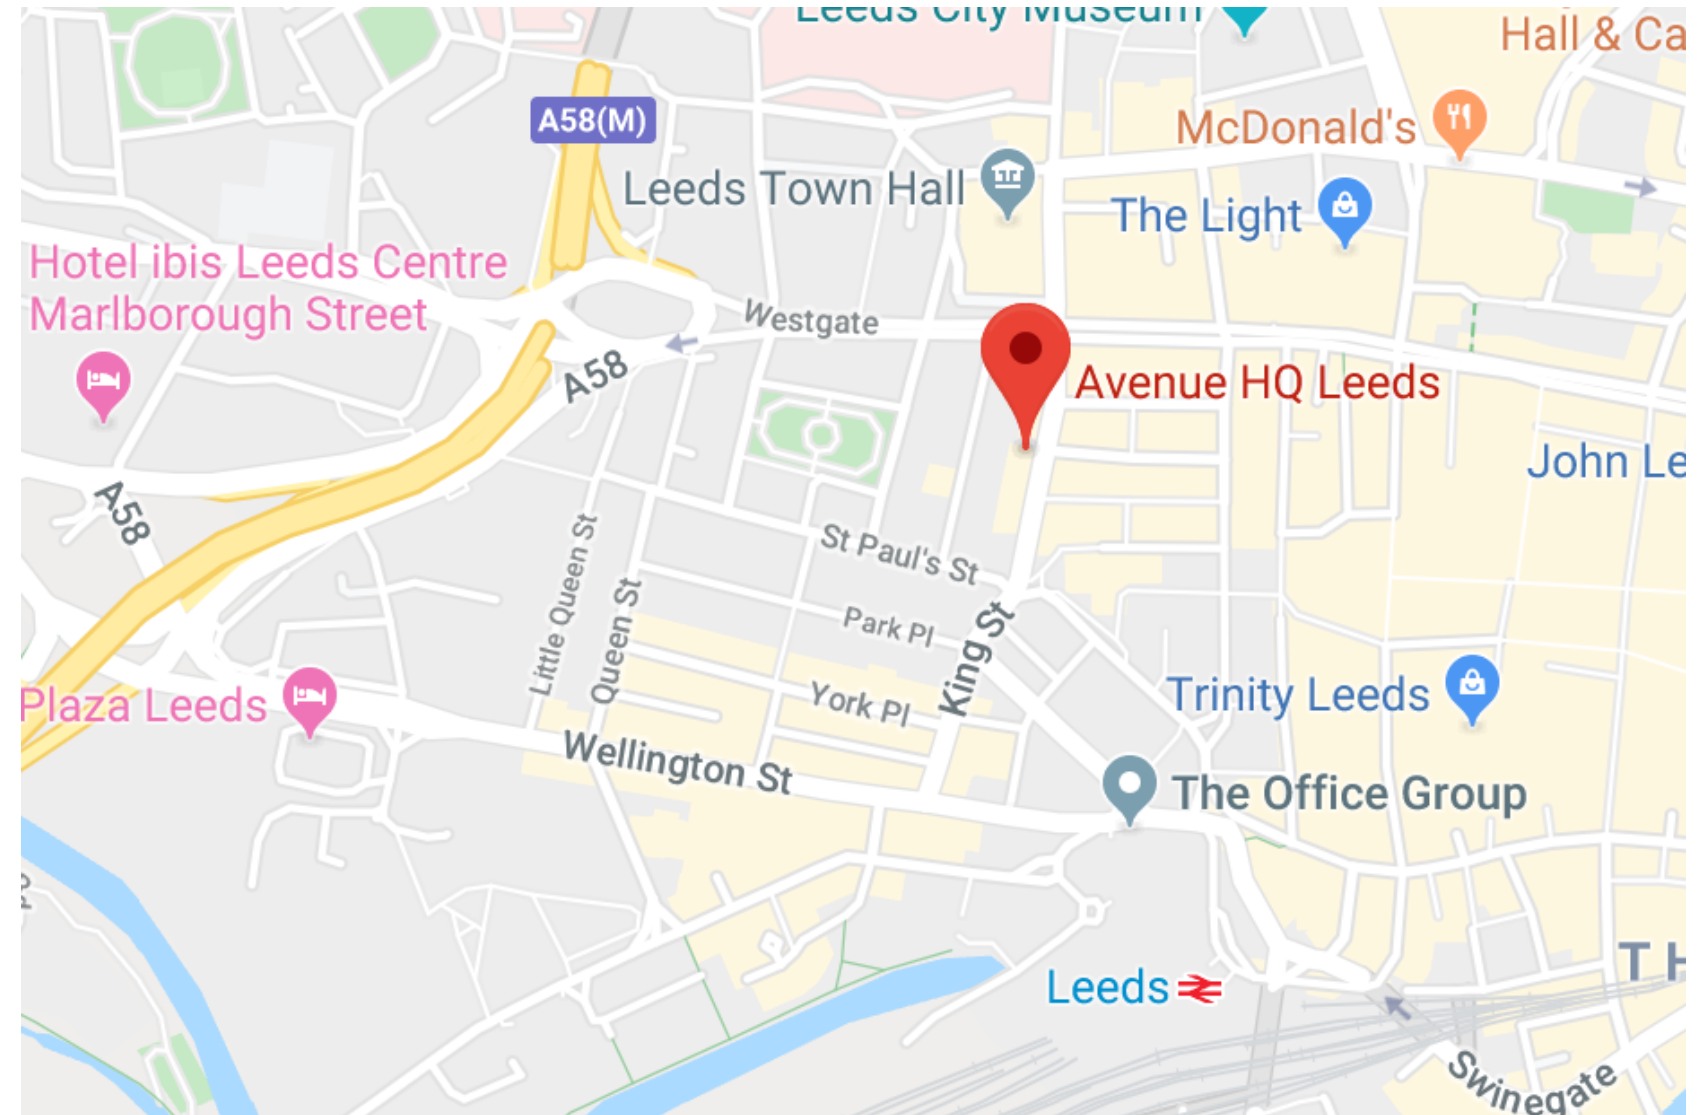 Leeds City Museum
Hall & Ca
A58(M)
McDonald's
Leeds Town Hall
The Light
Hotel ibis Leeds Centre
Marlborough Street
Westgate
A58
Avenue HQ Leeds
John Le
A58
St Paul's St
Little Queen St
Queen St
Park Pl
King St
Plaza Leeds
York Pl
Trinity Leeds
Wellington St
The Office Group
T H
Leeds
Swinegate